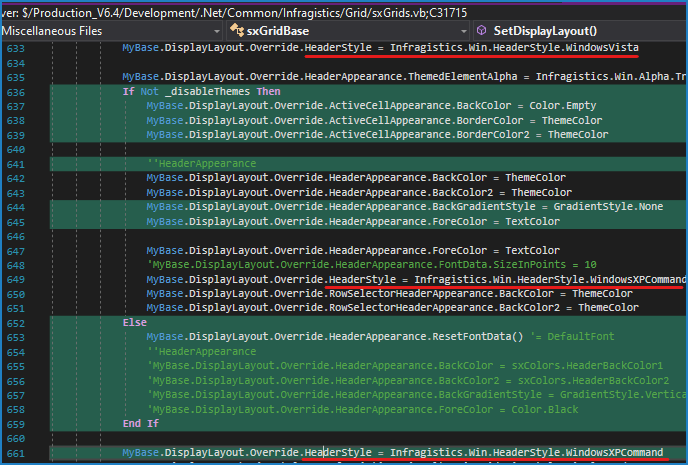 ver: $/Production_V6.4/Development/.Net/Common/Infragistics/Grid/sxGrids.vb;C31715
Miscellaneous Files sxGridBase SetDisplayLayout()
633 MyBase.DisplayLayout.Override.HeaderStyle = Infragistics.Win.HeaderStyle.WindowsVista
634
635 MyBase.DisplayLayout.Override.HeaderAppearance.ThemedElementAlpha = Infragistics.Win.Alpha.Tr
636 If Not _disableThemes Then
637 MyBase.DisplayLayout.Override.ActiveCellAppearance.BackColor = Color.Empty
638 MyBase.DisplayLayout.Override.ActiveCellAppearance.BorderColor = ThemeColor
639 MyBase.DisplayLayout.Override.ActiveCellAppearance.BorderColor2 = ThemeColor
640
641 ''HeaderAppearance
642 MyBase.DisplayLayout.Override.HeaderAppearance.BackColor = ThemeColor
643 MyBase.DisplayLayout.Override.HeaderAppearance.BackColor2 = ThemeColor
644 MyBase.DisplayLayout.Override.HeaderAppearance.BackGradientStyle = GradientStyle.None
645 MyBase.DisplayLayout.Override.HeaderAppearance.ForeColor = TextColor
646
647 MyBase.DisplayLayout.Override.HeaderAppearance.ForeColor = TextColor
648 'MyBase.DisplayLayout.Override.HeaderAppearance.FontData.SizeInPoints = 10
649 MyBase.DisplayLayout.Override.HeaderStyle = Infragistics.Win.HeaderStyle.WindowsXPCommand
650 MyBase.DisplayLayout.Override.RowSelectorHeaderAppearance.BackColor = ThemeColor
651 MyBase.DisplayLayout.Override.RowSelectorHeaderAppearance.BackColor2 = ThemeColor
652 Else
653 MyBase.DisplayLayout.Override.HeaderAppearance.ResetFontData() '= DefaultFont
654 ''HeaderAppearance
655 'MyBase.DisplayLayout.Override.HeaderAppearance.BackColor = sxColors.HeaderBackColor1
656 'MyBase.DisplayLayout.Override.HeaderAppearance.BackColor2 = sxColors.HeaderBackColor2
657 'MyBase.DisplayLayout.Override.HeaderAppearance.BackGradientStyle = GradientStyle.Vertica
658 'MyBase.DisplayLayout.Override.HeaderAppearance.ForeColor = Color.Black
659 End If
660
661 MyBase.DisplayLayout.Override.HeaderStyle = Infragistics.Win.HeaderStyle.WindowsXPCommand